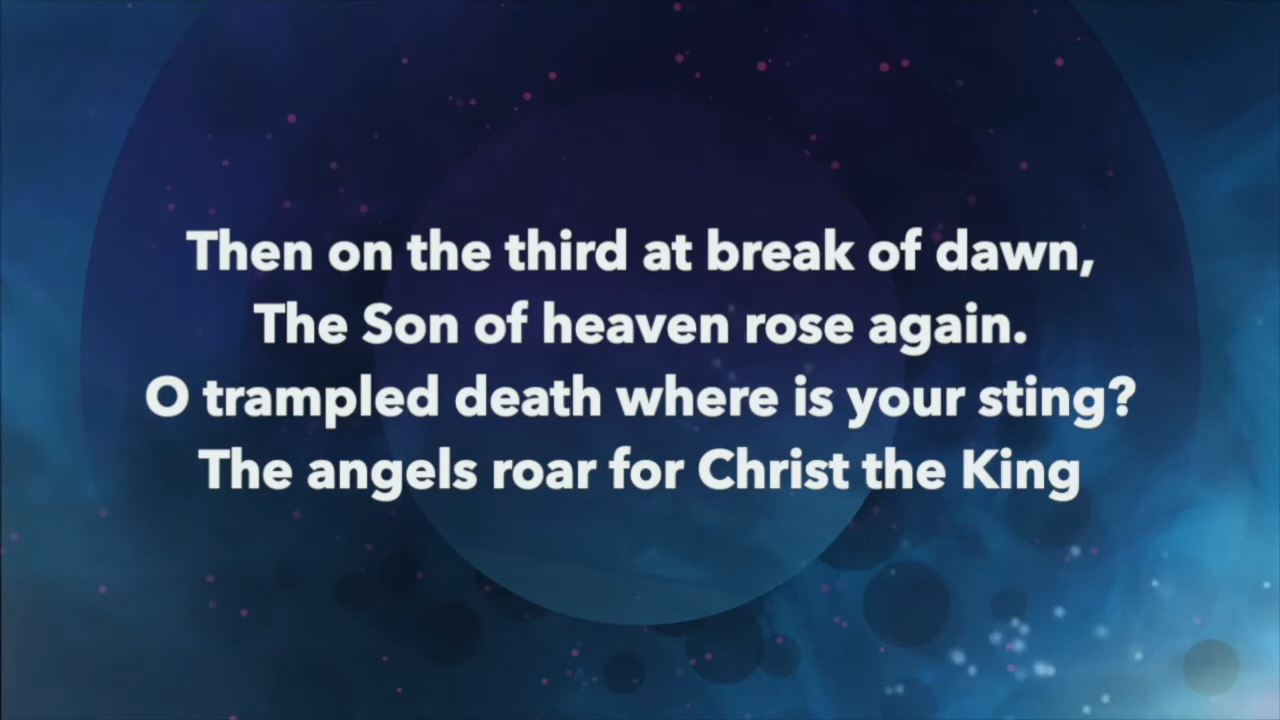 Then on the third at break of dawn,
The Son of heaven rose again.
O trampled death where is your sting?
The angels roar for Christ the King